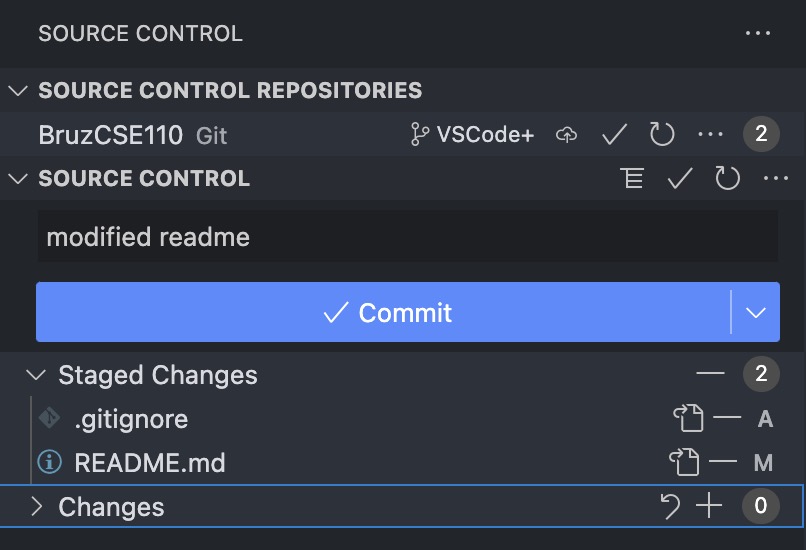 SOURCE CONTROL
SOURCE CONTROL REPOSITORIES
BruzCSE110 Git VSCode+ 2
SOURCE CONTROL
modified readme
Commit
Staged Changes 2
.gitignore A
README.md M
Changes 0